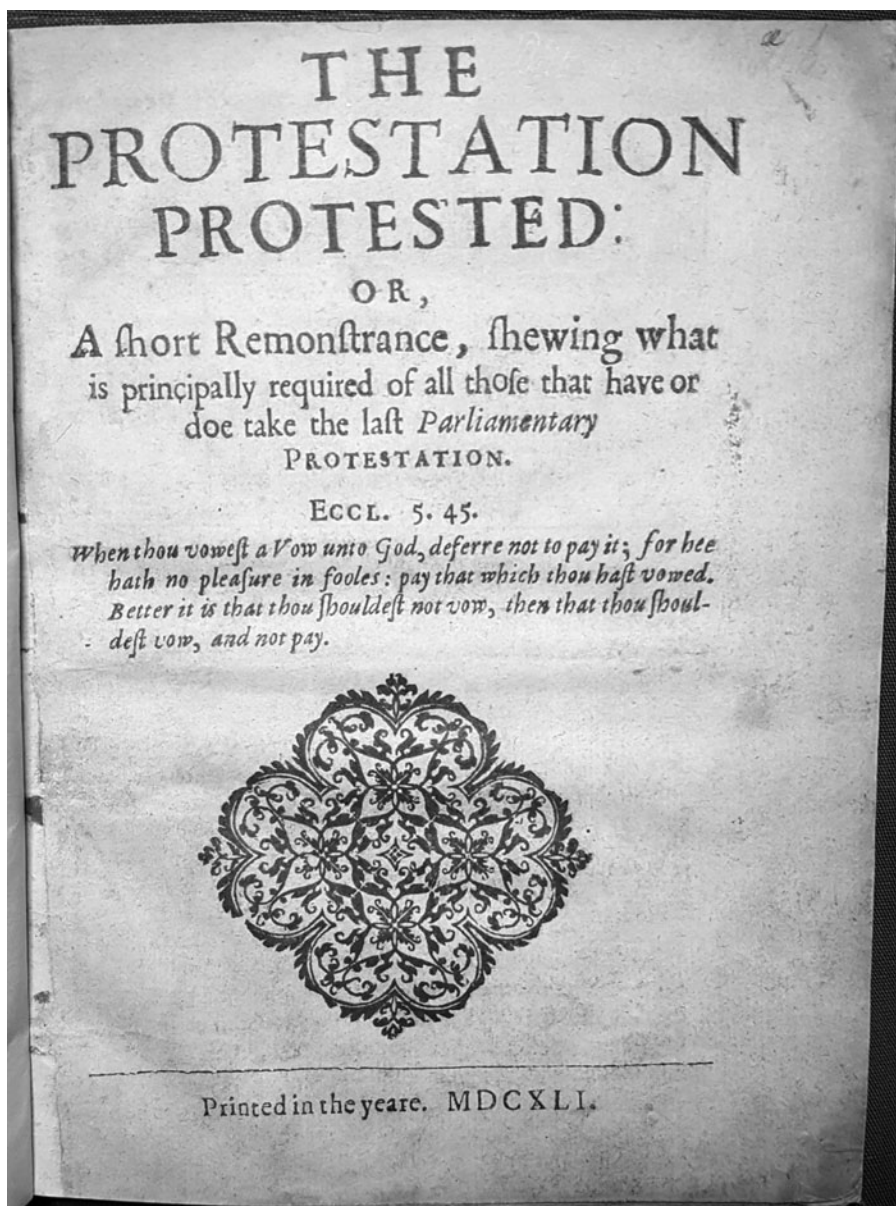 THE
PROTESTATION
PROTESTED:
OR,
A ſhort Remonſtrance, ſhewing what
is principally required of all thoſe that have or
doe take the laſt Parliamentary
PROTESTATION.
ECCL. 5. 45.
When thou voweſt a Vow unto God, deferre not to pay it; for hee
hath no pleaſure in fooles: pay that which thou haſt vowed.
Better it is that thou ſhouldeſt not vow, then that thou ſhoul-
deſt vow, and not pay.
Printed in the yeare. MDCXLI.